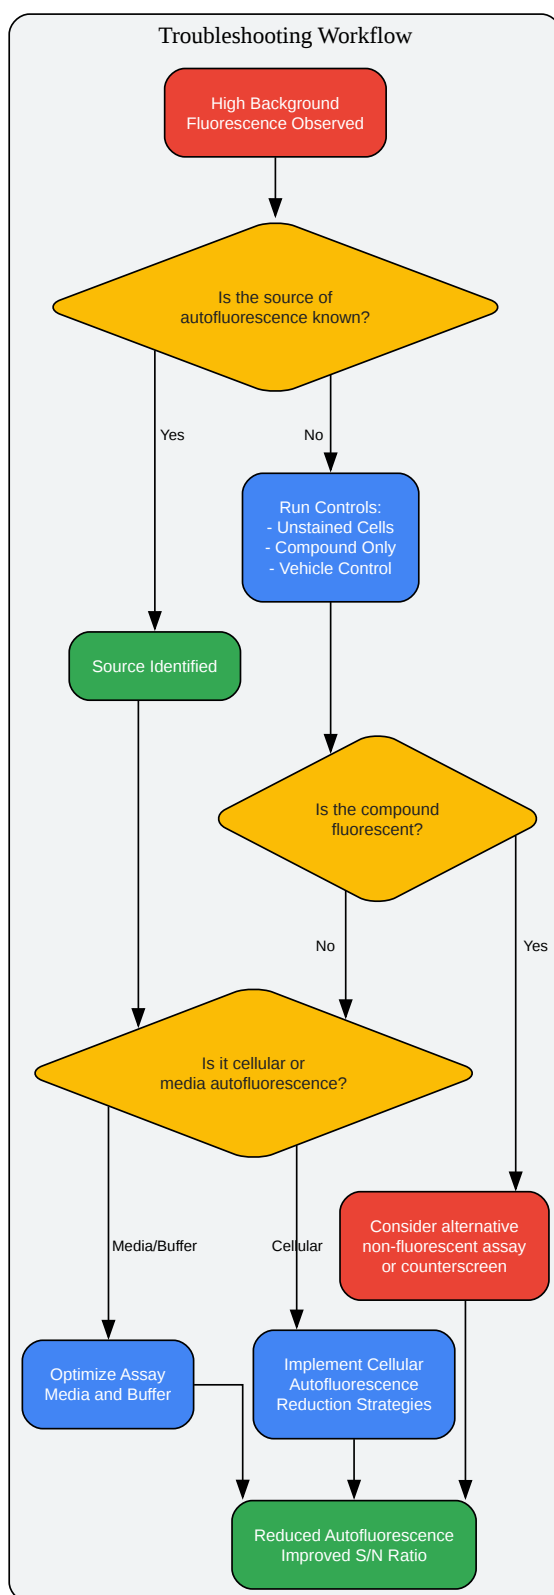 Troubleshooting Workflow
High Background
Fluorescence Observed
Is the source of
autofluorescence known?
Yes
No
Run Controls:
- Unstained Cells
- Compound Only
- Vehicle Control
Source Identified
Is the compound
fluorescent?
No
Yes
Is it cellular or
media autofluorescence?
Media/Buffer
Cellular
Consider alternative
non-fluorescent assay
or counterscreen
Optimize Assay
Media and Buffer
Implement Cellular
Autofluorescence
Reduction Strategies
Reduced Autofluorescence
Improved S/N Ratio